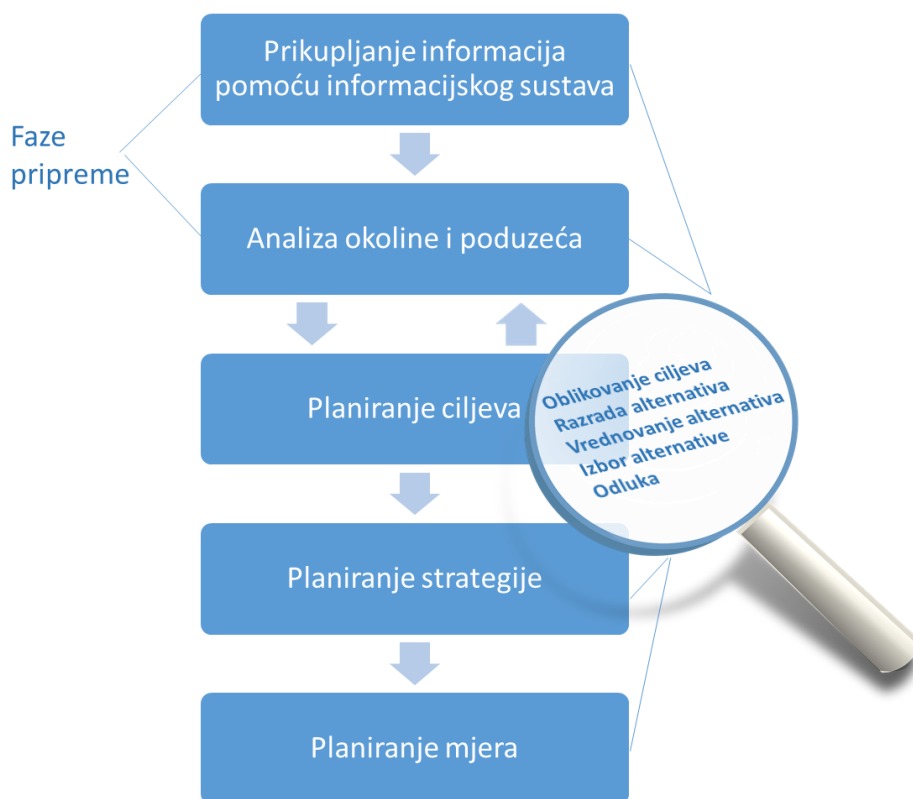 Prikupljanje informacija
pomoću informacijskog sustava
Faze
pripreme
Analiza okoline i poduzeća
Planiranje ciljeva
Oblikovanje ciljeva
Razrada alternativa
Vrednovanje alternativa
Izbor alternative
Odluka
Planiranje strategije
Planiranje mjera